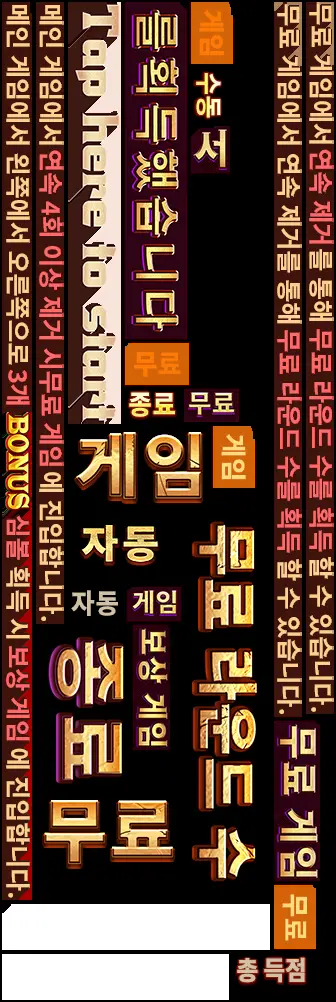 메인 게임에서 왼쪽에서 오른쪽으로 3개 BONUS 심볼 획득 시 보상 게임 에 진입합니다.
메인 게임에서 연속 4회 이상 제거 시 무료 게임 에 진입합니다.
Tap here to start
를 획득했습니다
게임
수동
저
무료
종료
무료
게임
게임
자동
자동
게임
보상 게임
종료
무료 라운드 수
무료
무료 게임에서 연속 제거를 통해 무료 라운드 수를 획득 할 수 있습니다.
무료 게임에서 연속 제거를 통해 무료 라운드 수를 획득 할 수 있습니다.
무료 게임
무료
총 득점